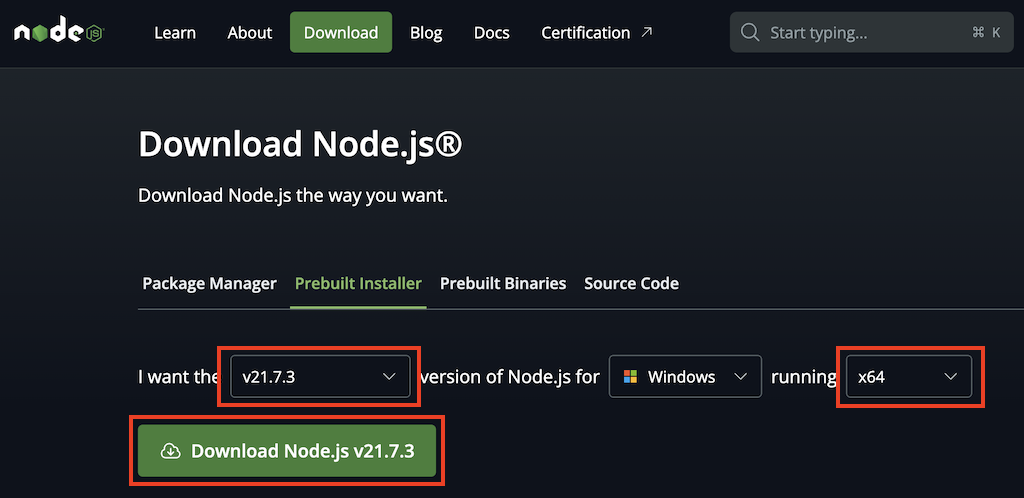 node JS
Learn About Download Blog Docs Certification ↗ Start typing... ⌘ K
Download Node.js®
Download Node.js the way you want.
Package Manager Prebuilt Installer Prebuilt Binaries Source Code
I want the v21.7.3 version of Node.js for Windows running x64
Download Node.js v21.7.3